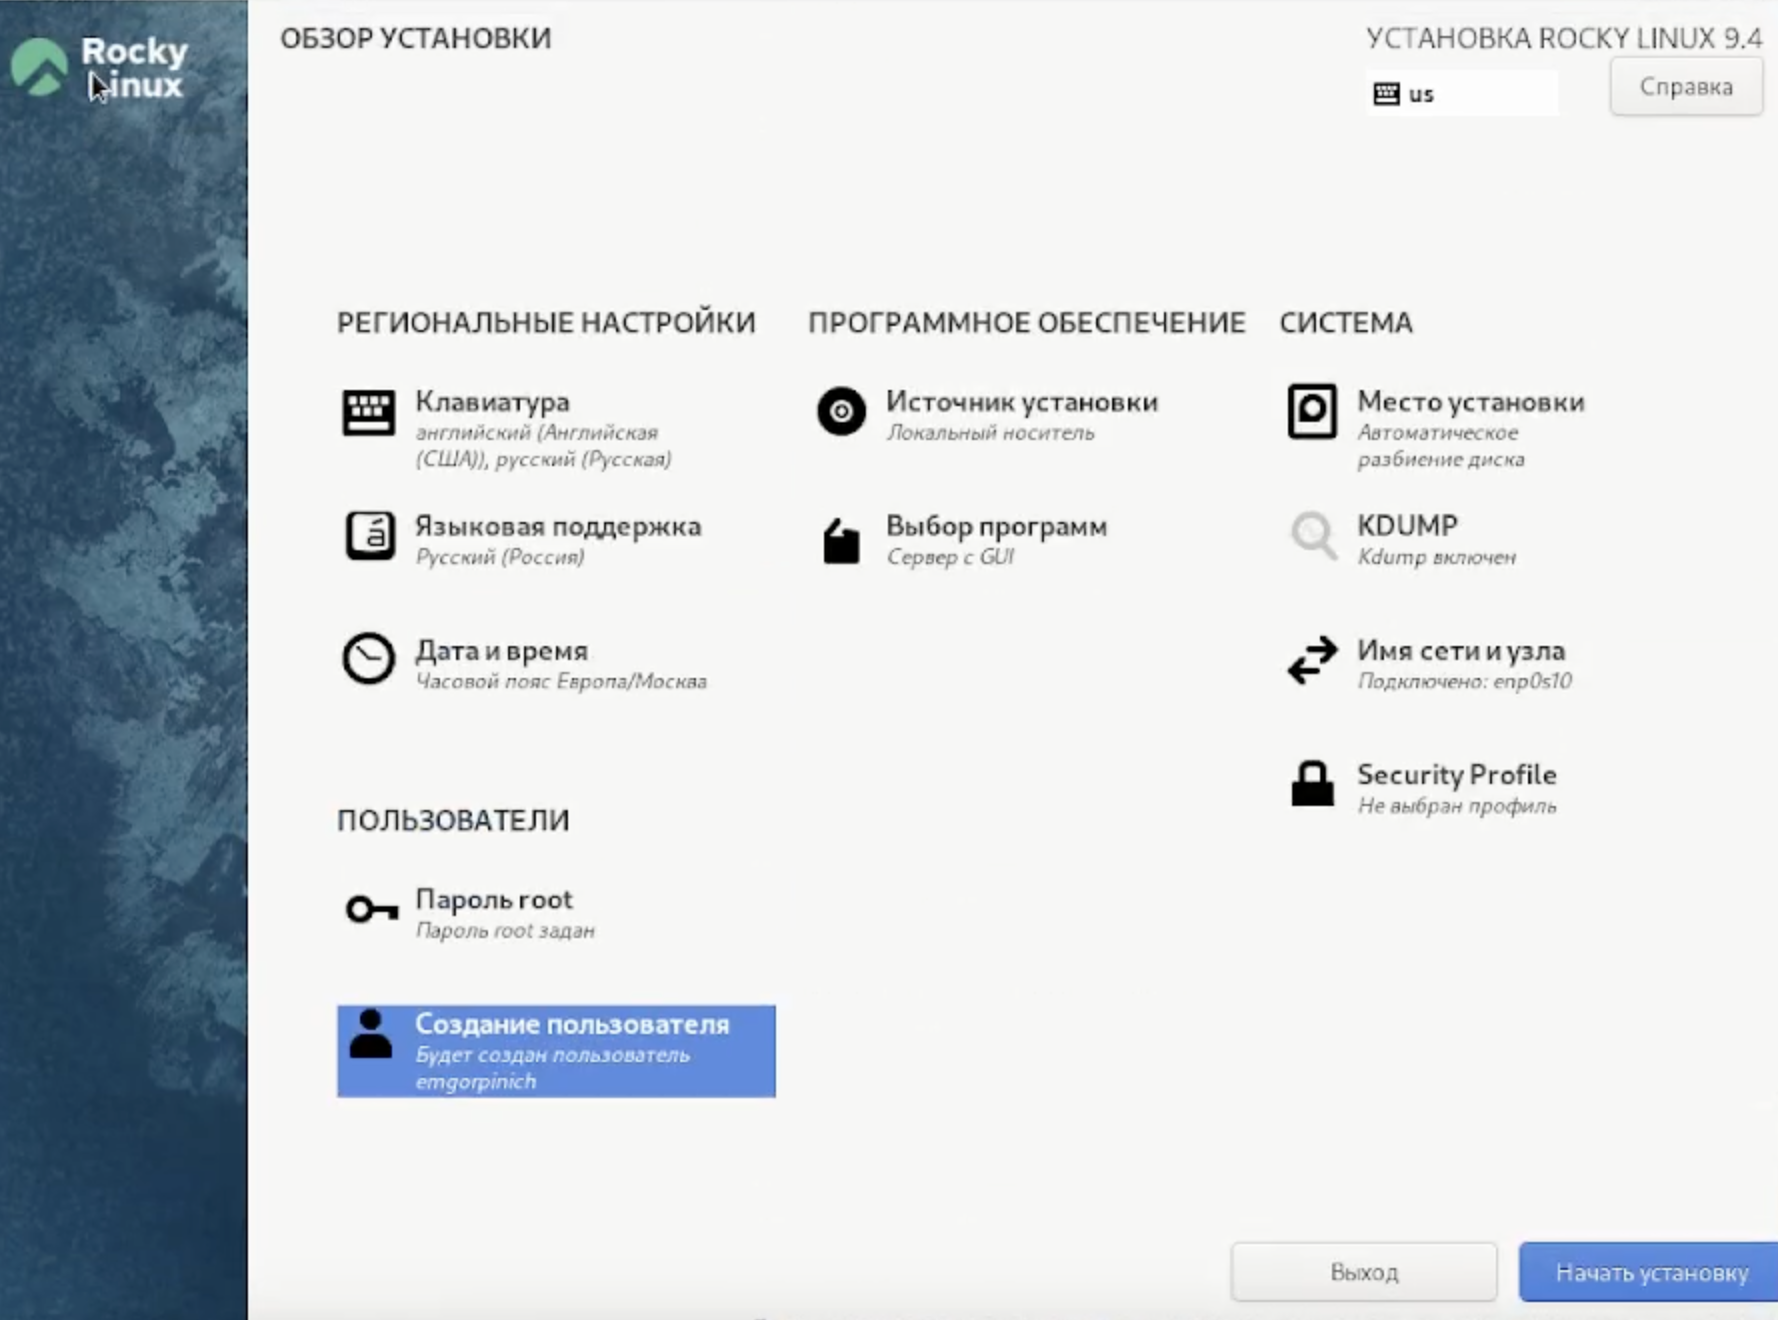 Rocky
Linux
ОБЗОР УСТАНОВКИ
УСТАНОВКА ROCKY LINUX 9.4
us
Справка
РЕГИОНАЛЬНЫЕ НАСТРОЙКИ
Клавиатура
английский (Английская
(США)), русский (Русская)
Языковая поддержка
Русский (Россия)
Дата и время
Часовой пояс Европа/Москва
ПРОГРАММНОЕ ОБЕСПЕЧЕНИЕ
Источник установки
Локальный носитель
Выбор программ
Сервер с GUI
СИСТЕМА
Место установки
Автоматическое
разбиение диска
KDUMP
Kdump включен
Имя сети и узла
Подключено: enp0s10
Security Profile
Не выбран профиль
ПОЛЬЗОВАТЕЛИ
Пароль root
Пароль root задан
Создание пользователя
Будет создан пользователь
emgorpinich
Выход
Начать установку